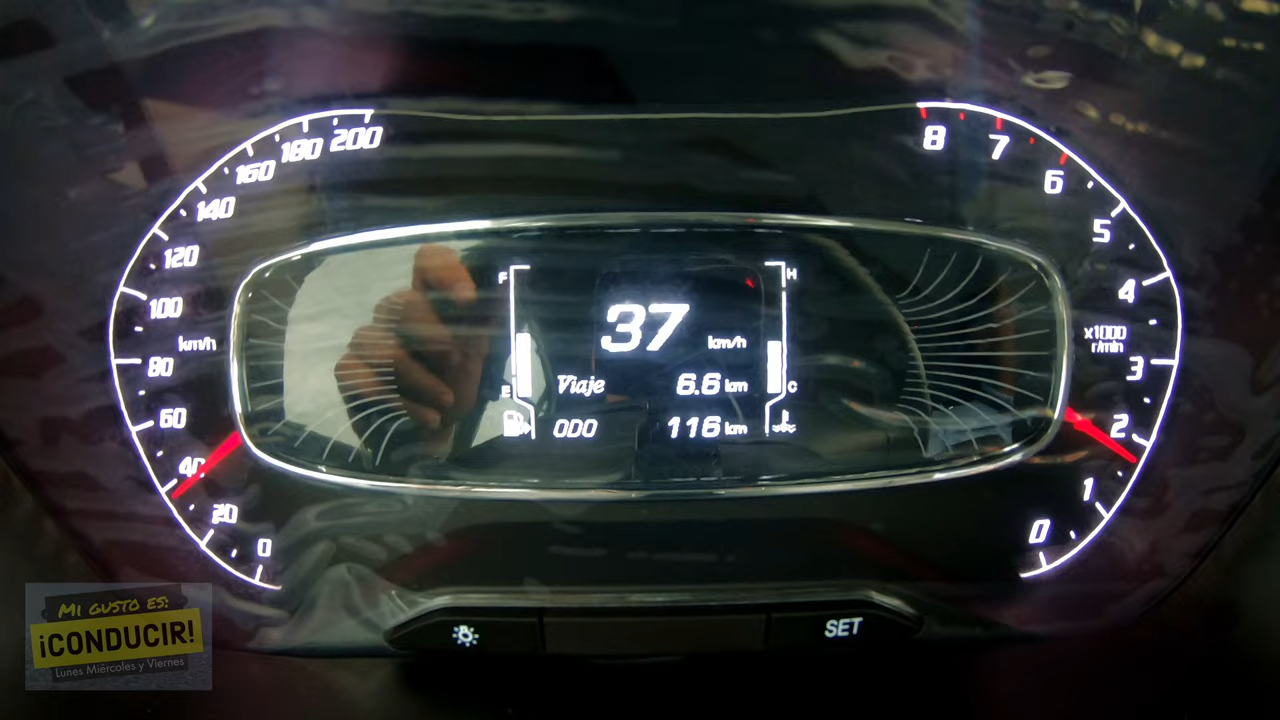 200
180
160
140
120
100
km/h
80
60
40
20
0
F
E
37 km/h
Viaje 6.6 km
ODO 116 km
H
C
8
7
6
5
4
x1000
r/min
3
2
1
0
SET
MI GUSTO ES:
¡CONDUCIR!
Lunes Miércoles y Viernes